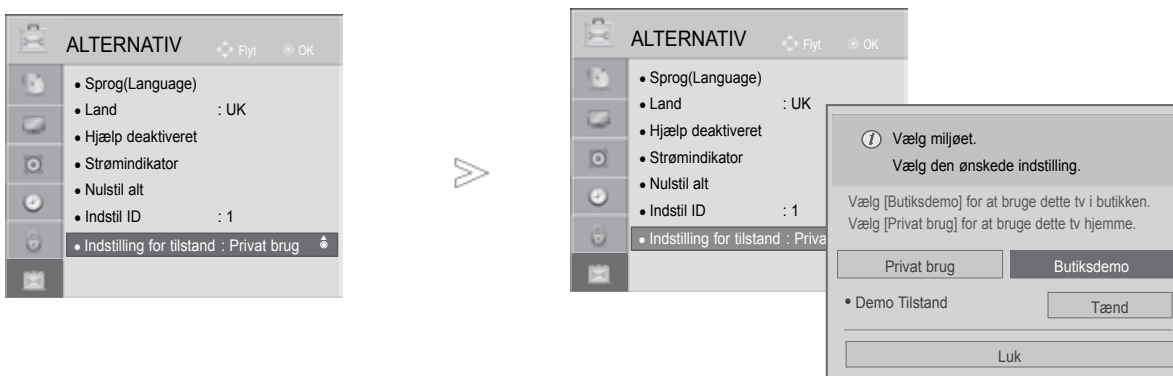 ALTERNATIV Flyt OK
• Sprog(Language)
• Land : UK
• Hjælp deaktiveret
• Strømindikator
• Nulstil alt
• Indstil ID : 1
• Indstilling for tilstand : Privat brug
ALTERNATIV Flyt OK
• Sprog(Language)
• Land : UK
• Hjælp deaktiveret
• Strømindikator
• Nulstil alt
• Indstil ID : 1
• Indstilling for tilstand : Priva
i Vælg miljøet.
Vælg den ønskede indstilling.
Vælg [Butiksdemo] for at bruge dette tv i butikken.
Vælg [Privat brug] for at bruge dette tv hjemme.
Privat brug Butiksdemo
• Demo Tilstand Tænd
Luk